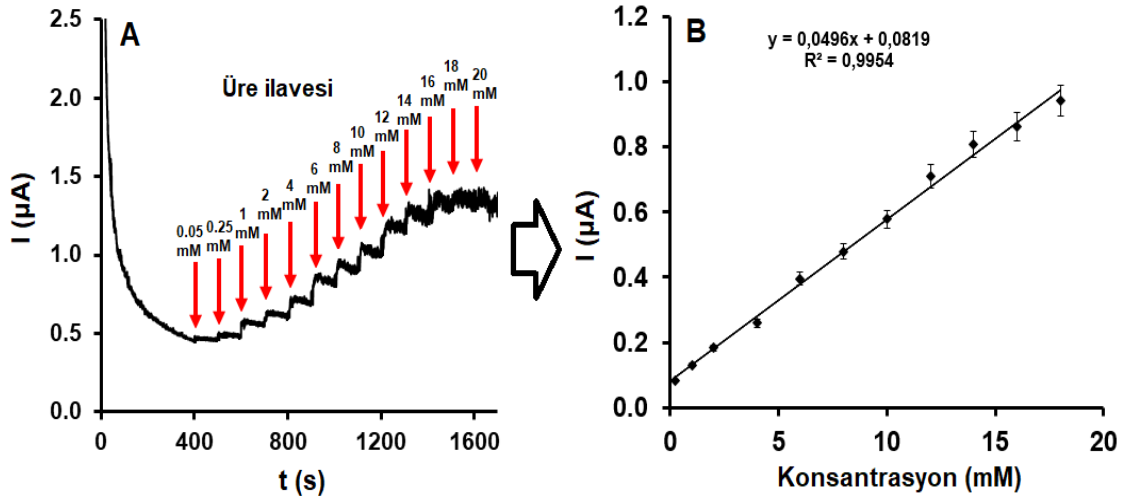 A
Üre ilavesi
0.05
mM
0.25
mM
1
mM
2
mM
4
mM
6
mM
8
mM
10
mM
12
mM
14
mM
16
mM
18
mM
20
mM
2.5
2.0
1.5
1.0
0.5
0.0
I (µA)
0
400
800
1200
1600
t (s)
B
y = 0,0496x + 0,0819
R² = 0,9954
1.2
1.0
0.8
0.6
0.4
0.2
0.0
I (µA)
0
5
10
15
20
Konsantrasyon (mM)